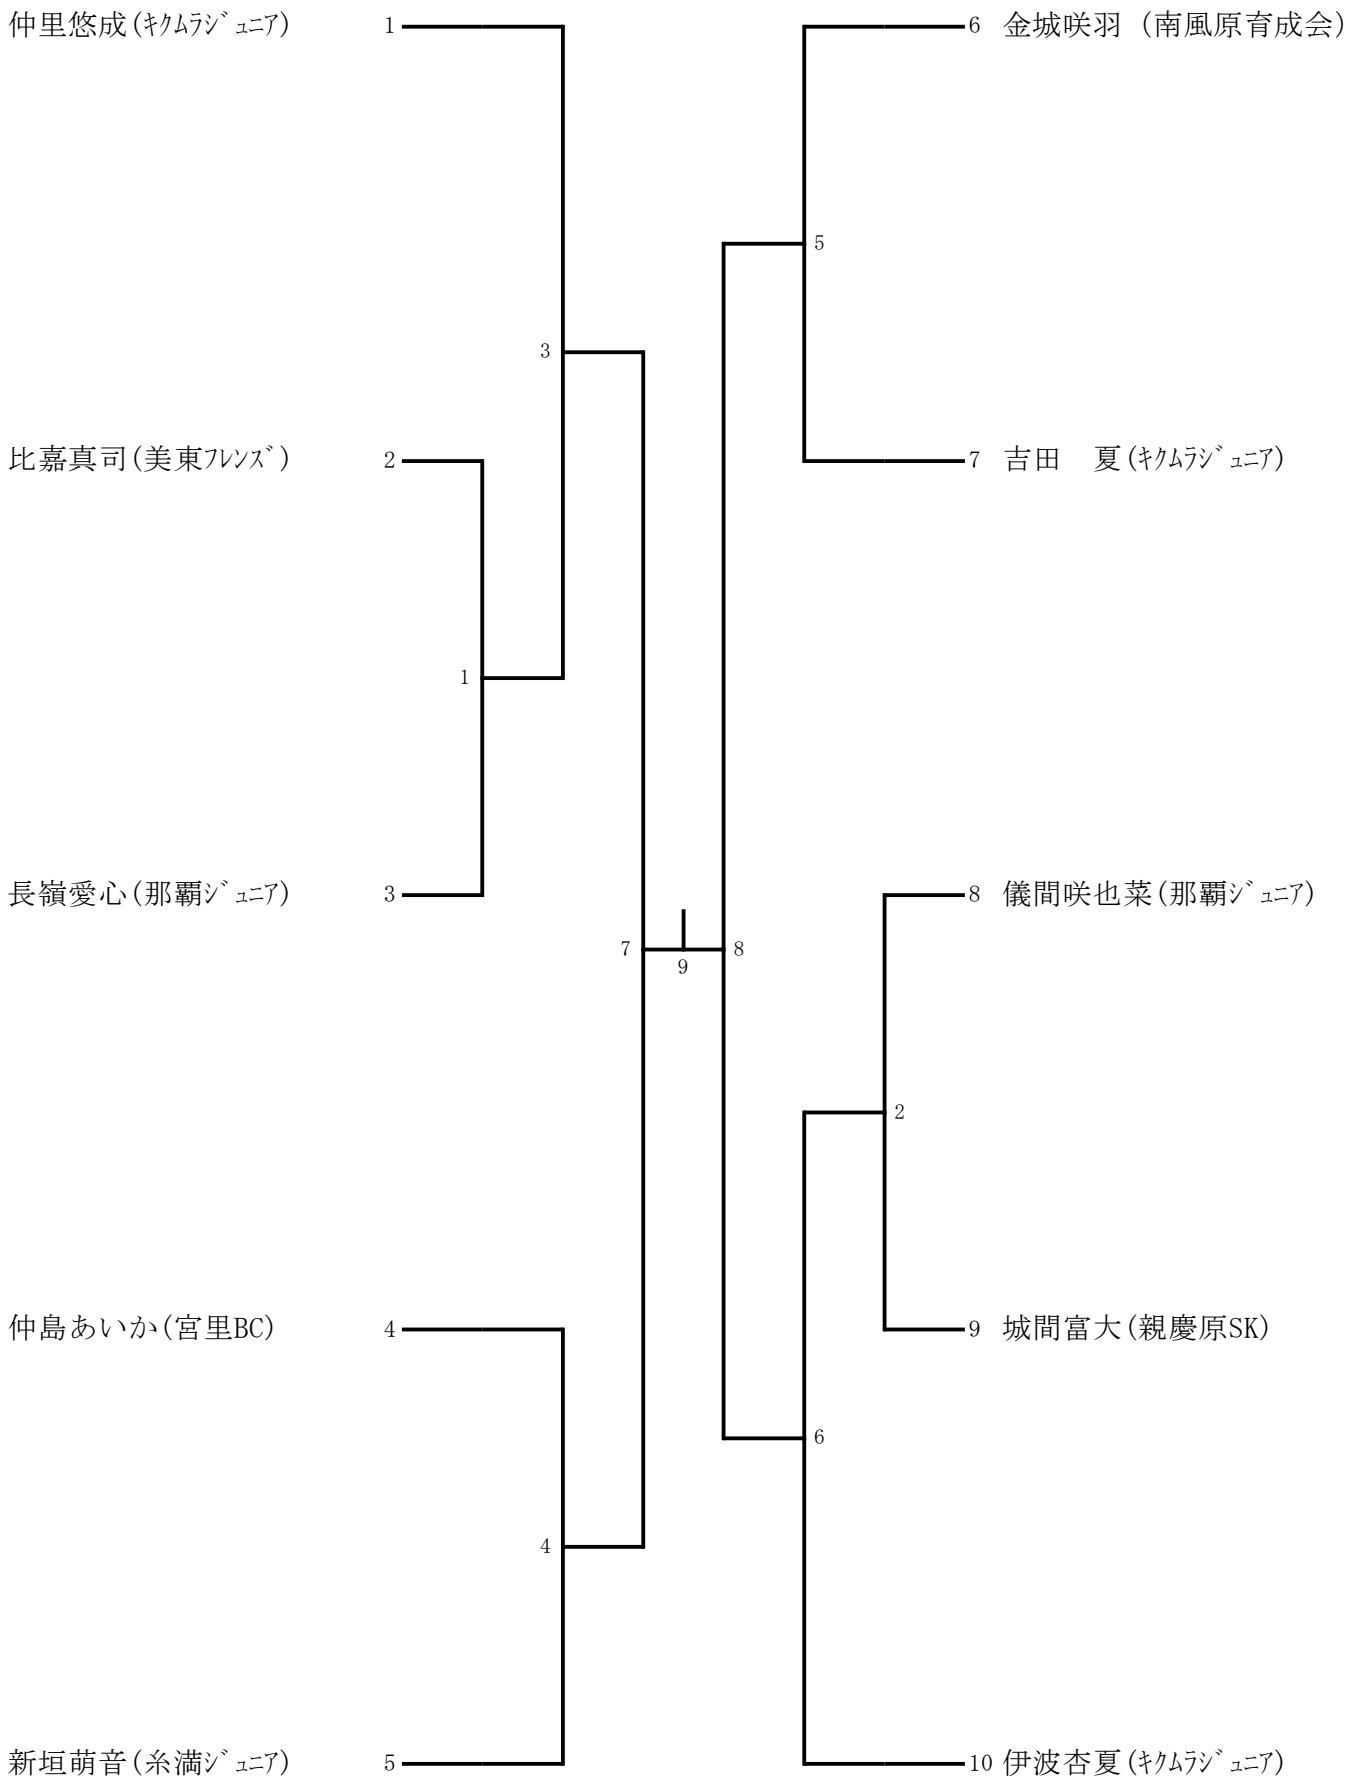 仲里悠成(ｷｸﾑﾗｼﾞｭﾆｱ) 1
6 金城咲羽 (南風原育成会)
5
3
比嘉真司(美東ﾌﾚﾝｽﾞ) 2
7 吉田　夏(ｷｸﾑﾗｼﾞｭﾆｱ)
1
長嶺愛心(那覇ｼﾞｭﾆｱ) 3
8 儀間咲也菜(那覇ｼﾞｭﾆｱ)
7 8
9
2
仲島あいか(宮里BC) 4
9 城間富大(親慶原SK)
6
4
新垣萌音(糸満ｼﾞｭﾆｱ) 5
10 伊波杏夏(ｷｸﾑﾗｼﾞｭﾆｱ)